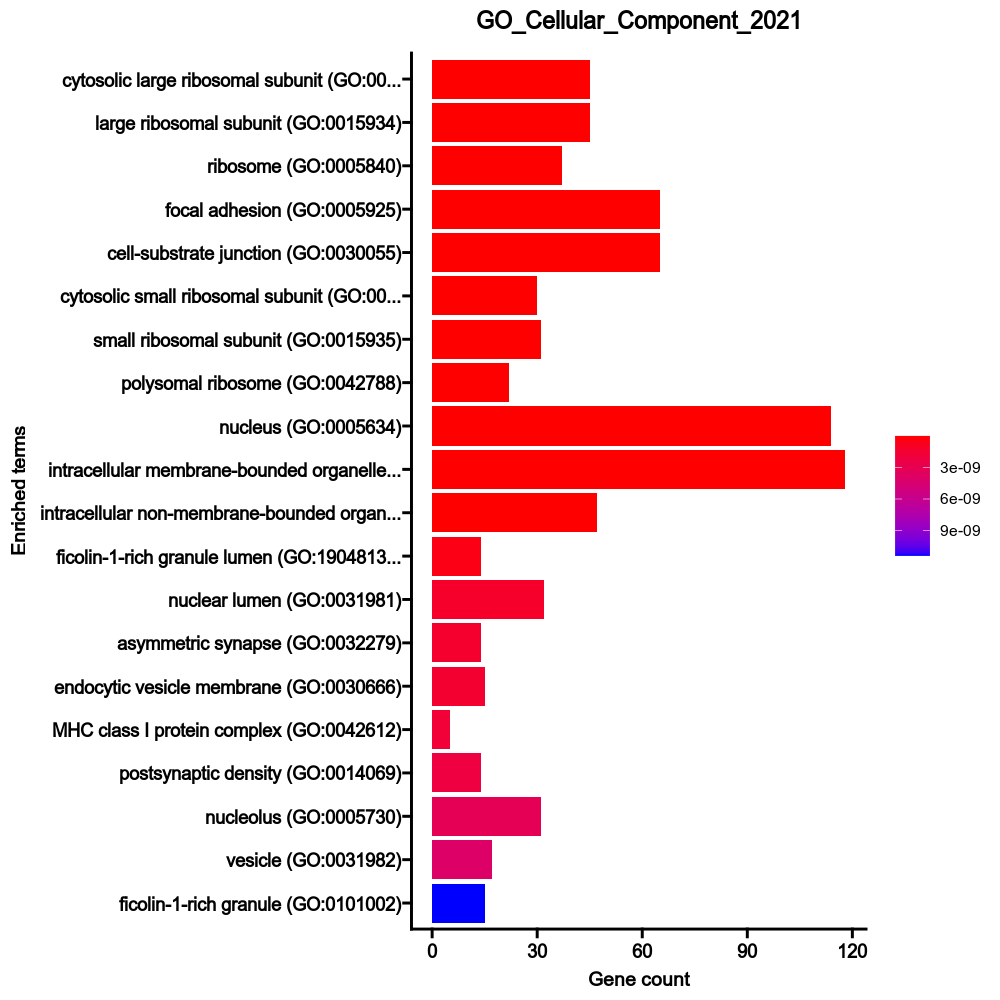 GO_Cellular_Component_2021
cytosolic large ribosomal subunit (GO:00...
large ribosomal subunit (GO:0015934)
ribosome (GO:0005840)
focal adhesion (GO:0005925)
cell-substrate junction (GO:0030055)
cytosolic small ribosomal subunit (GO:00...
small ribosomal subunit (GO:0015935)
polysomal ribosome (GO:0042788)
nucleus (GO:0005634)
intracellular membrane-bounded organelle...
intracellular non-membrane-bounded organ...
ficolin-1-rich granule lumen (GO:1904813...
nuclear lumen (GO:0031981)
asymmetric synapse (GO:0032279)
endocytic vesicle membrane (GO:0030666)
MHC class I protein complex (GO:0042612)
postsynaptic density (GO:0014069)
nucleolus (GO:0005730)
vesicle (GO:0031982)
ficolin-1-rich granule (GO:0101002)
Enriched terms
0 30 60 90 120
Gene count
3e-09
6e-09
9e-09